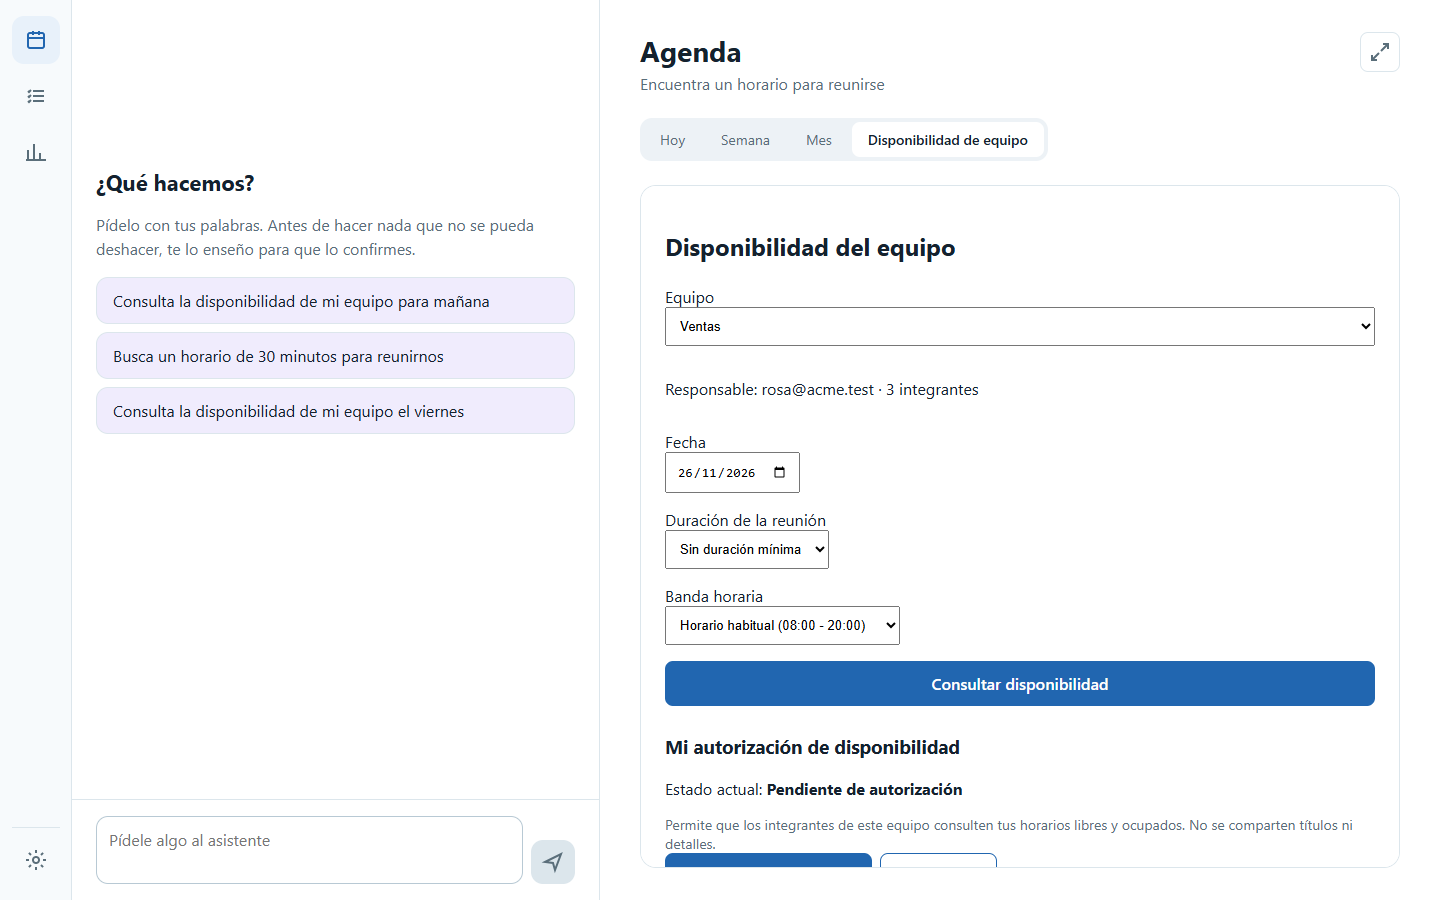 ¿Qué hacemos?
Pídelo con tus palabras. Antes de hacer nada que no se pueda
deshacer, te lo enseño para que lo confirmes.
Consulta la disponibilidad de mi equipo para mañana
Busca un horario de 30 minutos para reunirnos
Consulta la disponibilidad de mi equipo el viernes
Pídele algo al asistente
Agenda
Encuentra un horario para reunirse
Hoy
Semana
Mes
Disponibilidad de equipo
Disponibilidad del equipo
Equipo
Ventas
Responsable: rosa@acme.test · 3 integrantes
Fecha
26/11/2026
Duración de la reunión
Sin duración mínima
Banda horaria
Horario habitual (08:00 - 20:00)
Consultar disponibilidad
Mi autorización de disponibilidad
Estado actual: Pendiente de autorización
Permite que los integrantes de este equipo consulten tus horarios libres y ocupados. No se comparten títulos ni
detalles.